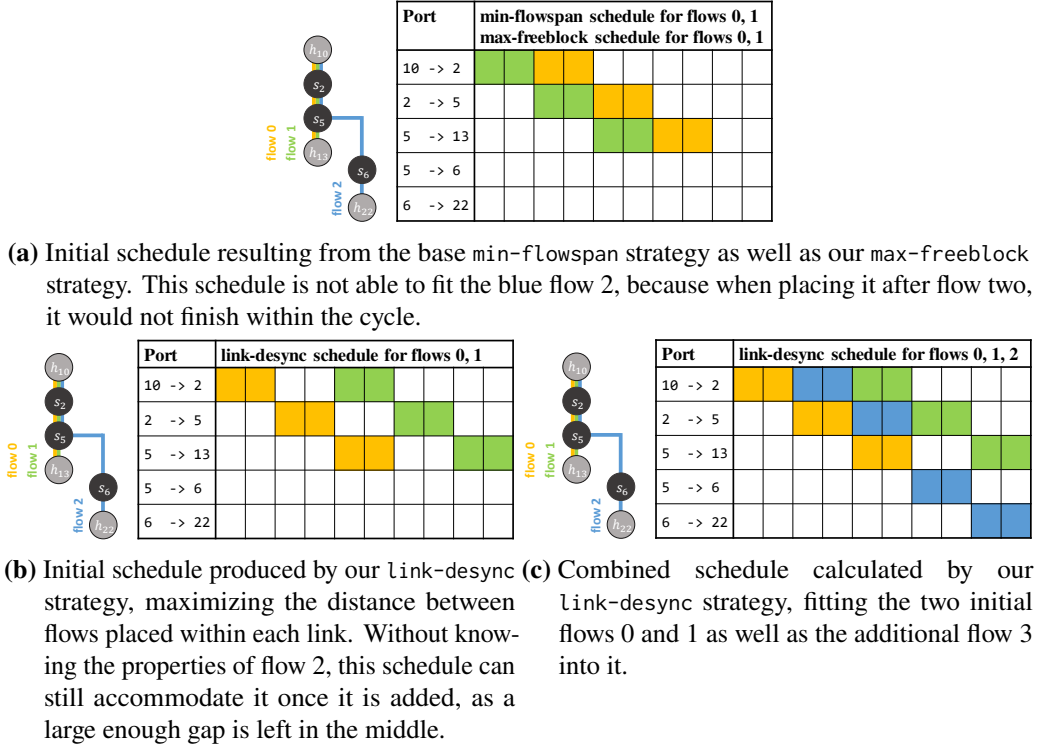 Port
min-flowspan schedule for flows 0, 1
max-freeblock schedule for flows 0, 1
h10
s2
s5
h13
s6
h22
flow 0
flow 1
flow 2
10 -> 2
2 -> 5
5 -> 13
5 -> 6
6 -> 22
(a) Initial schedule resulting from the base min-flowspan strategy as well as our max-freeblock
strategy. This schedule is not able to fit the blue flow 2, because when placing it after flow two,
it would not finish within the cycle.
Port
link-desync schedule for flows 0, 1
h10
s2
s5
h13
s6
h22
flow 0
flow 1
flow 2
10 -> 2
2 -> 5
5 -> 13
5 -> 6
6 -> 22
Port
link-desync schedule for flows 0, 1, 2
h10
s2
s5
h13
s6
h22
flow 0
flow 1
flow 2
10 -> 2
2 -> 5
5 -> 13
5 -> 6
6 -> 22
(b) Initial schedule produced by our link-desync
strategy, maximizing the distance between
flows placed within each link. Without know-
ing the properties of flow 2, this schedule can
still accommodate it once it is added, as a
large enough gap is left in the middle.
(c) Combined schedule calculated by our
link-desync strategy, fitting the two initial
flows 0 and 1 as well as the additional flow 3
into it.